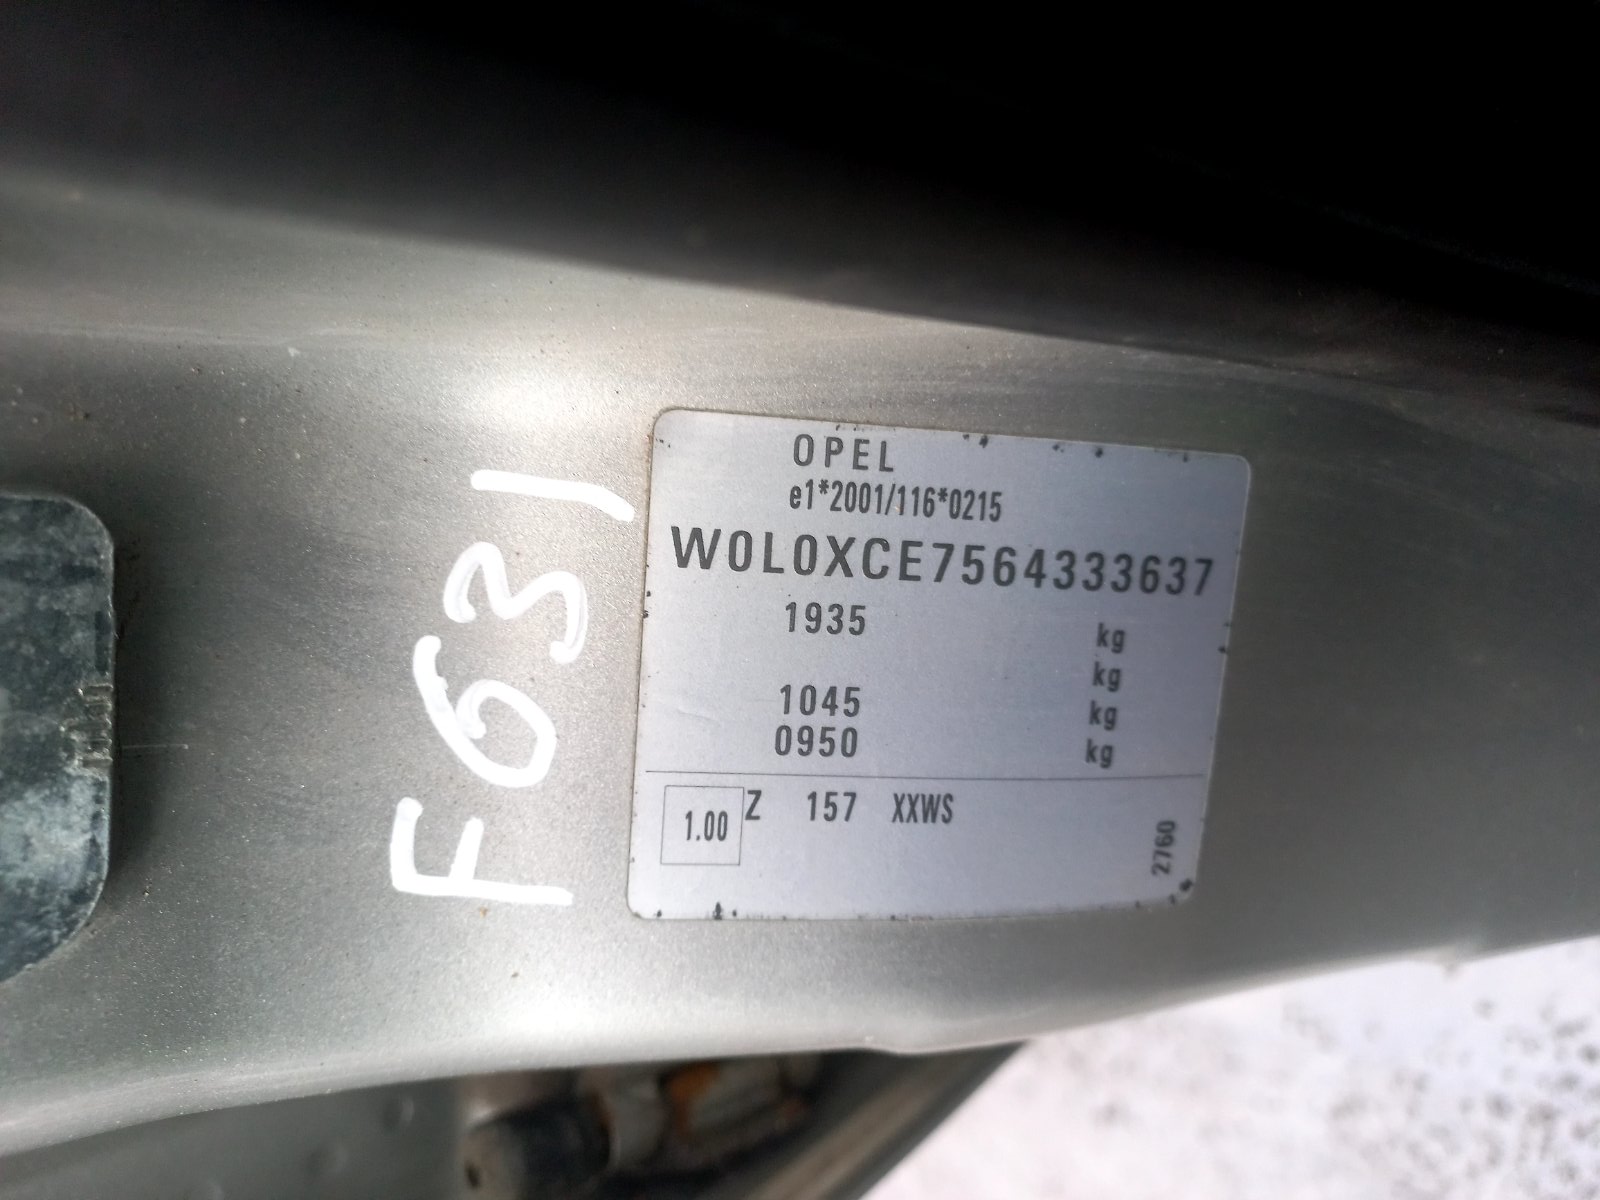 OPEL
e1*2001/116*0215
W0L0XCE7564333637
1935 kg
kg
1045 kg
0950 kg
1.00 Z 157 XXWS
2760
F631